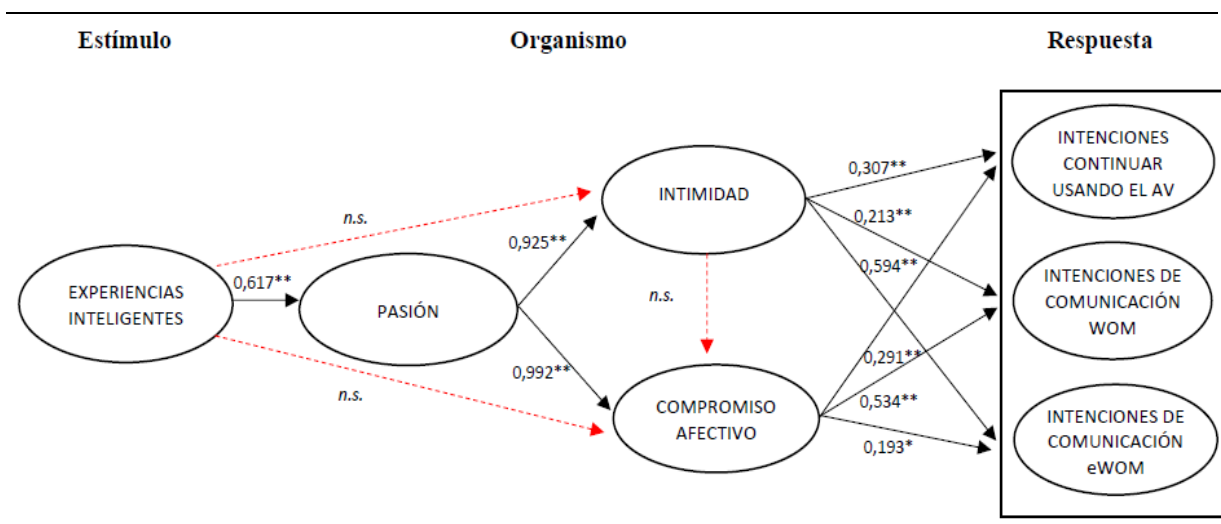 Estímulo
Organismo
Respuesta
EXPERIENCIAS
INTELIGENTES
n.s.
0,617**
n.s.
PASIÓN
0,925**
0,992**
INTIMIDAD
n.s.
COMPROMISO
AFECTIVO
0,307**
0,213**
0,594**
0,291**
0,534**
0,193*
INTENCIONES
CONTINUAR
USANDO EL AV
INTENCIONES DE
COMUNICACIÓN
WOM
INTENCIONES DE
COMUNICACIÓN
eWOM